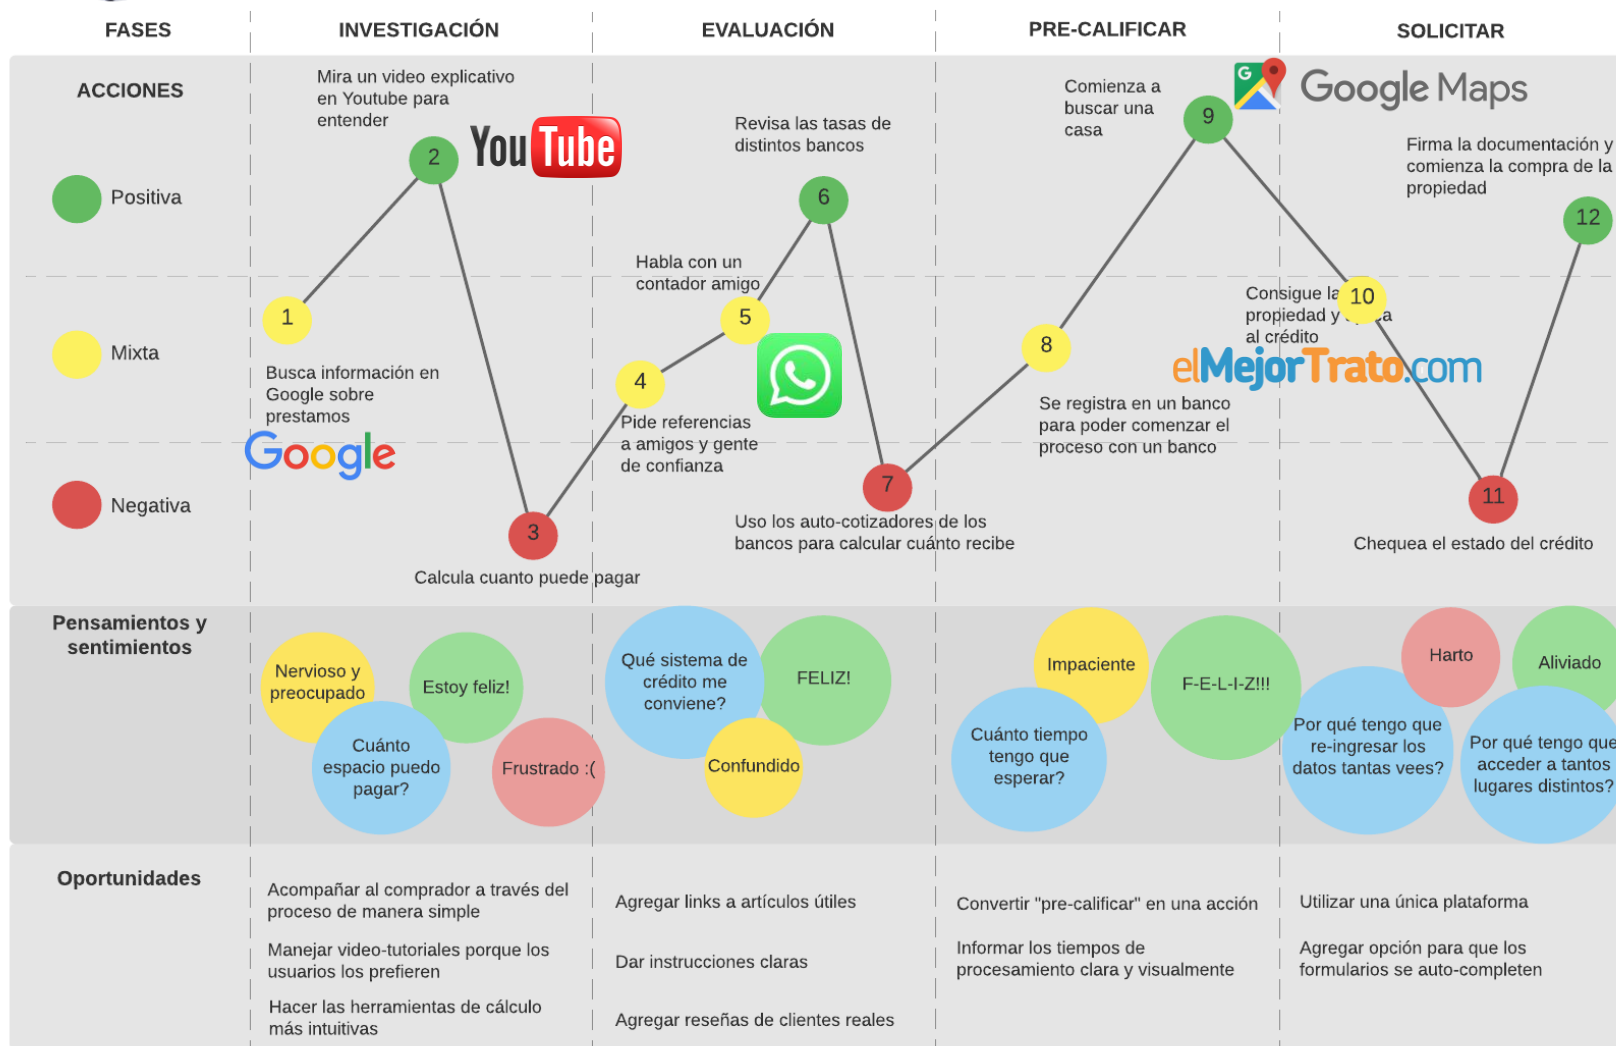 FASES
INVESTIGACIÓN
EVALUACIÓN
PRE-CALIFICAR
SOLICITAR
ACCIONES
Positiva
Mixta
Negativa
Mira un video explicativo
en Youtube para
entender
2
YouTube
1
Busca información en
Google sobre
prestamos
Google
3
Calcula cuanto puede pagar
Revisa las tasas de
distintos bancos
6
Habla con un
contador amigo
5
4
Pide referencias
a amigos y gente
de confianza
7
Uso los auto-cotizadores de los
bancos para calcular cuánto recibe
Comienza a
buscar una
casa
9
G
Google Maps
8
Se registra en un banco
para poder comenzar el
proceso con un banco
Firma la documentación y
comienza la compra de la
propiedad
12
Consigue la
propiedad y
al crédito
10
elMejorTrato.com
11
Chequea el estado del crédito
Pensamientos y
sentimientos
Nervioso y
preocupado
Estoy feliz!
Cuánto
espacio puedo
pagar?
Frustrado :(
Qué sistema de
crédito me
conviene?
FELIZ!
Confundido
Impaciente
F-E-L-I-Z!!!
Cuánto tiempo
tengo que
esperar?
Harto
Aliviado
Por qué tengo que
re-ingresar los
datos tantas vees?
Por qué tengo que
acceder a tantos
lugares distintos?
Oportunidades
Acompañar al comprador a través del
proceso de manera simple
Manejar video-tutoriales porque los
usuarios los prefieren
Hacer las herramientas de cálculo
más intuitivas
Agregar links a artículos útiles
Dar instrucciones claras
Agregar reseñas de clientes reales
Convertir "pre-calificar" en una acción
Informar los tiempos de
procesamiento clara y visualmente
Utilizar una única plataforma
Agregar opción para que los
formularios se auto-completen